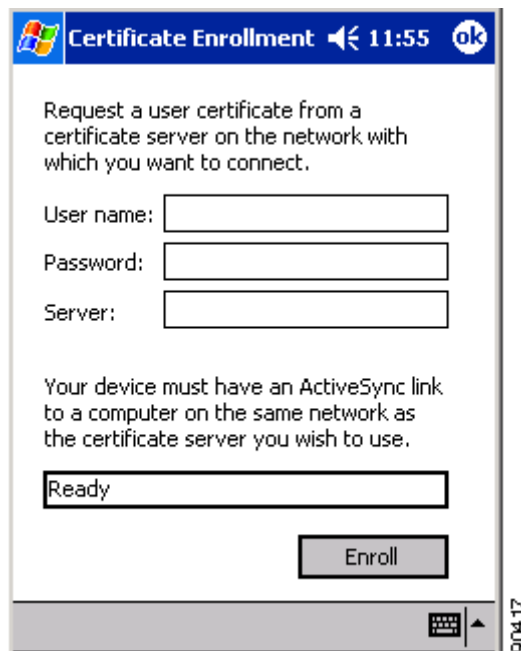 Certificate Enrollment 11:55 ok
Request a user certificate from a
certificate server on the network with
which you want to connect.
User name:
Password:
Server:
Your device must have an ActiveSync link
to a computer on the same network as
the certificate server you wish to use.
Ready
Enroll
90417